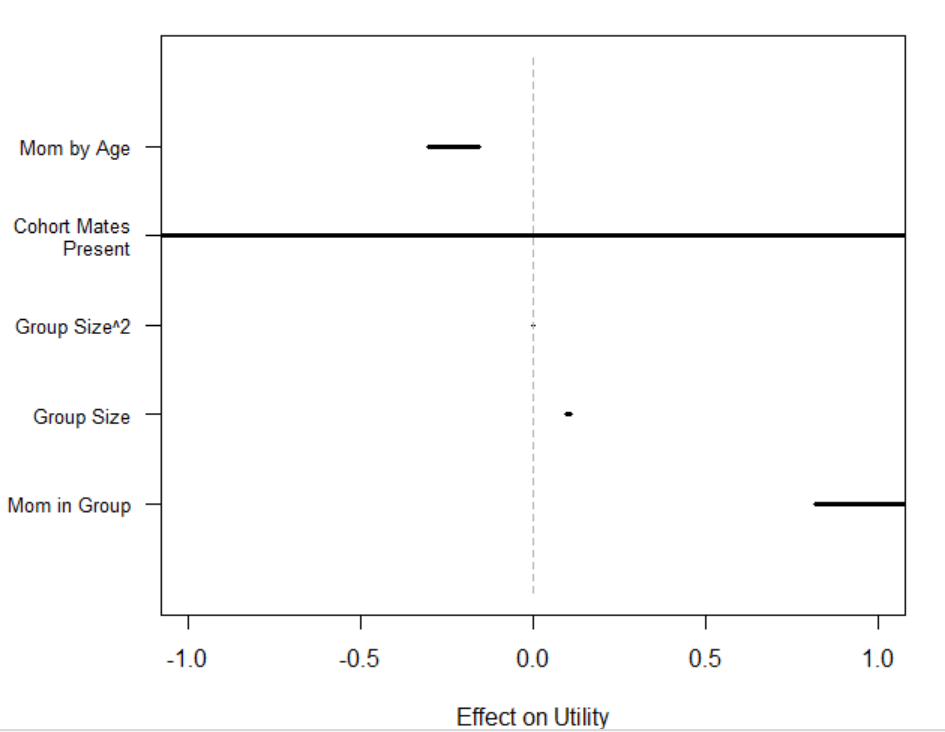 Mom by Age
Cohort Mates
Present
Group Size^2
Group Size
Mom in Group
-1.0
-0.5
0.0
0.5
1.0
Effect on Utility